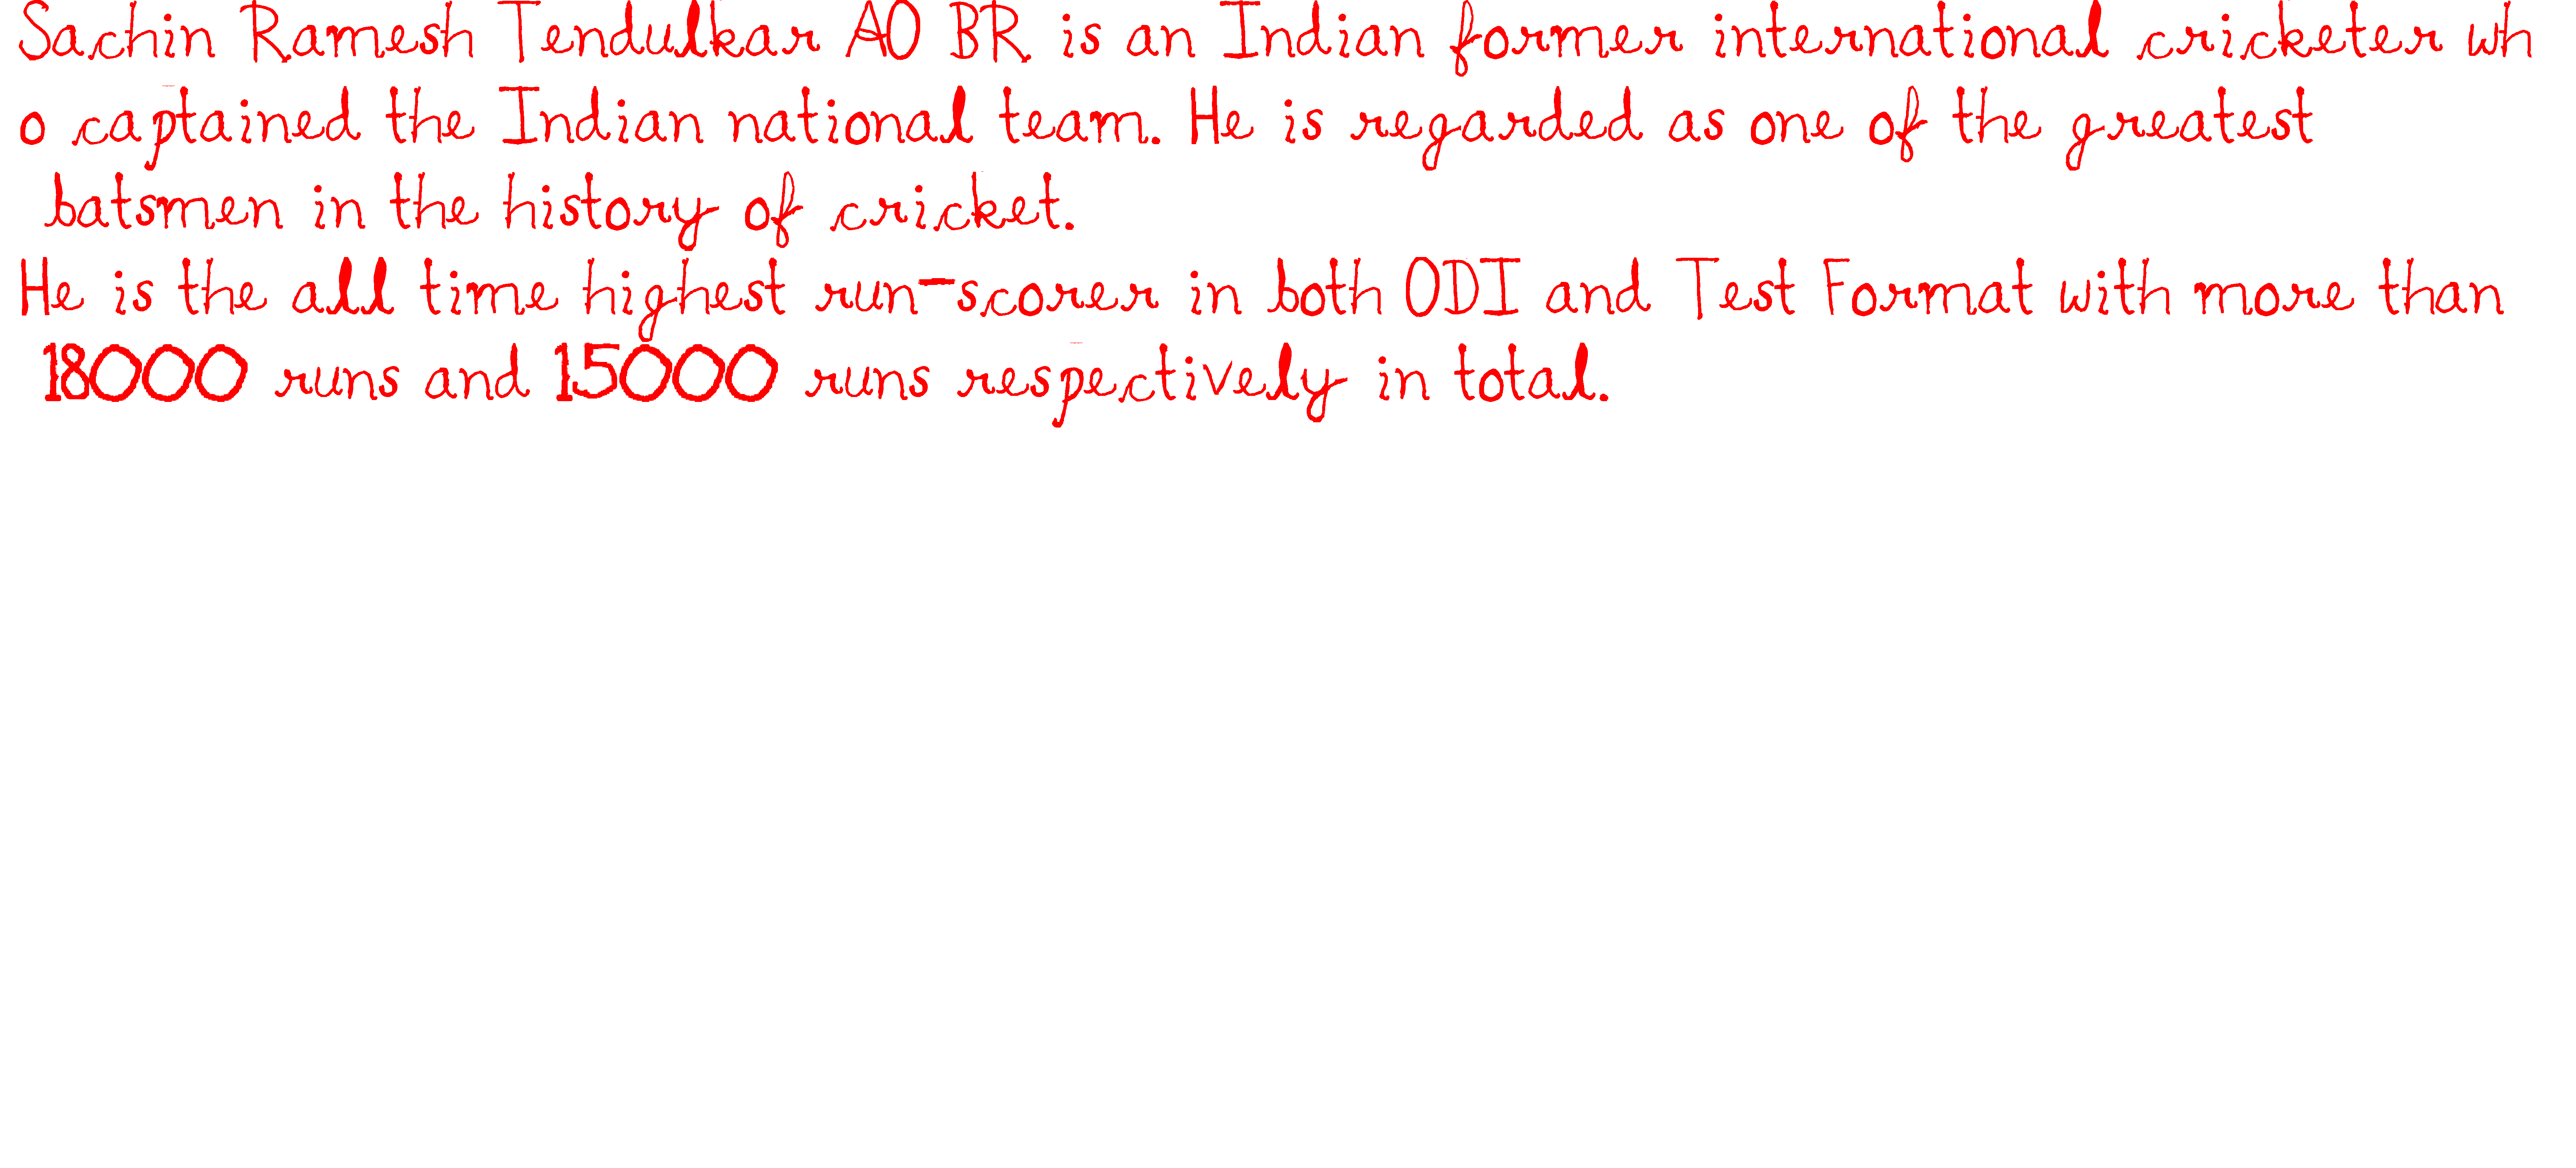 Sachin Ramesh Tendulkar AO BR is an Indian former international cricketer wh
o captained the Indian national team. He is regarded as one of the greatest
batsmen in the history of cricket.
He is the all time highest run-scorer in both ODI and Test Format with more than
18000 runs and 15000 runs respectively in total.